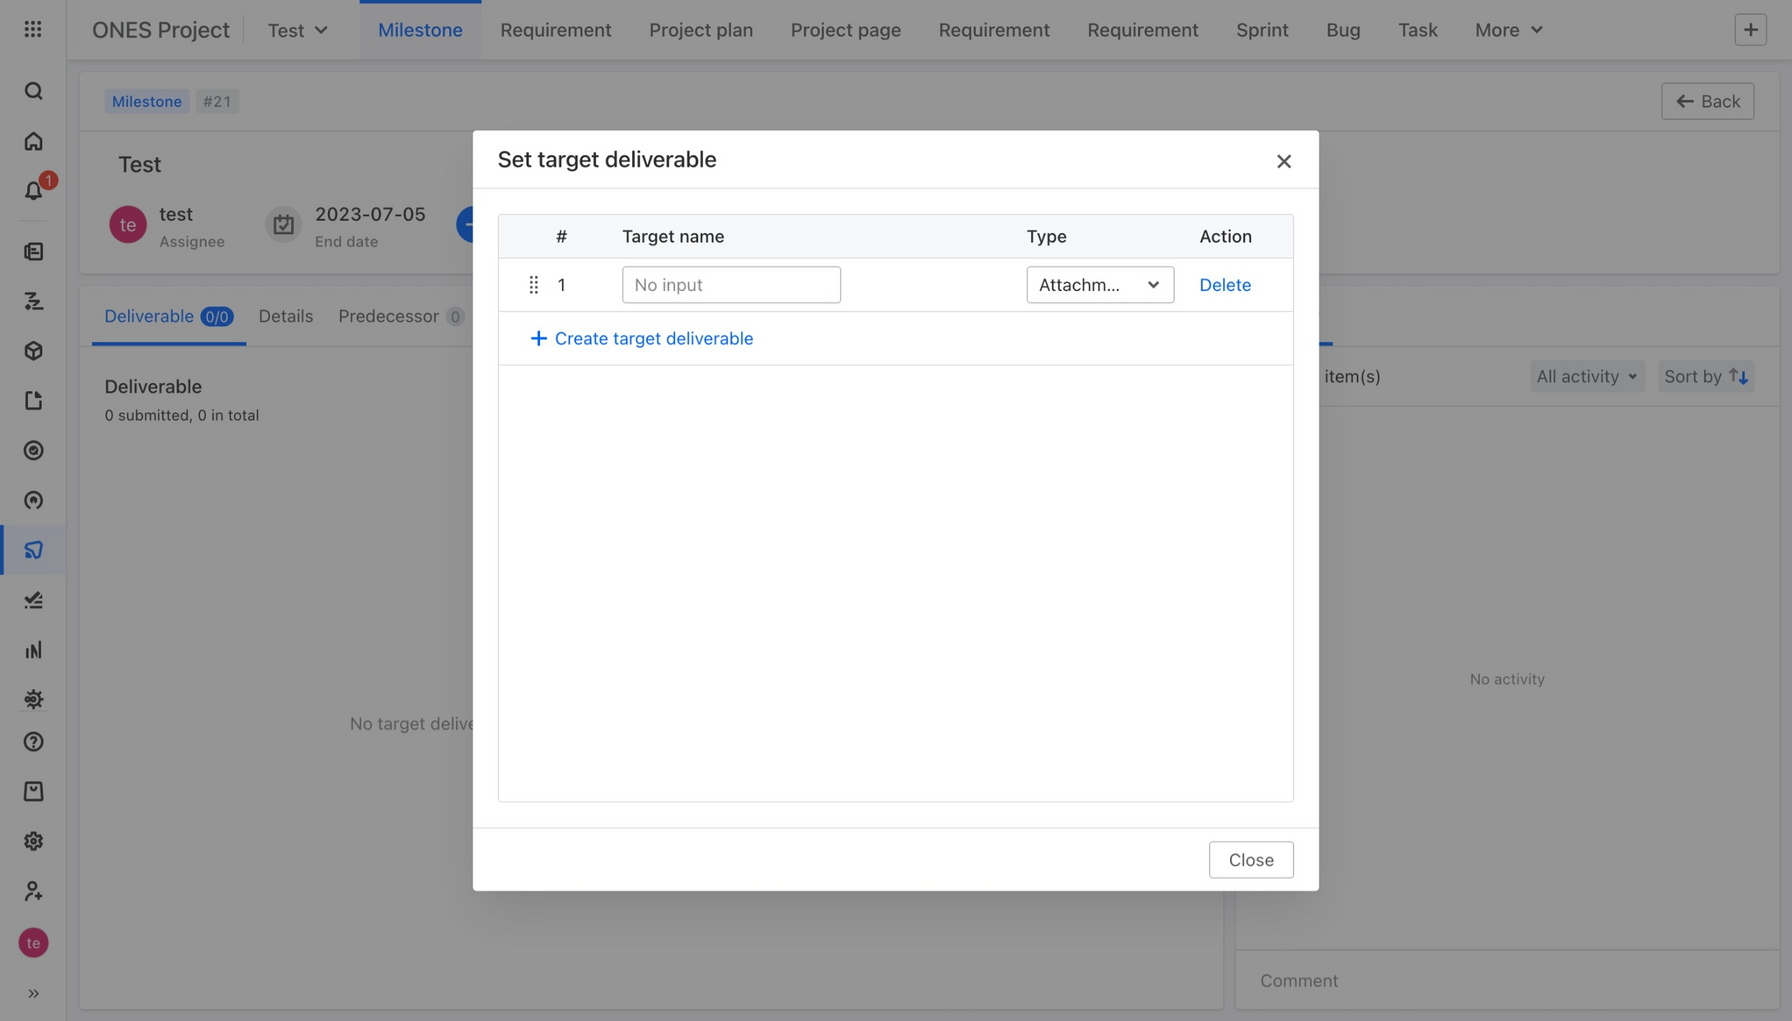 ONES Project
Test
Milestone
Requirement
Project plan
Project page
Requirement
Requirement
Sprint
Bug
Task
More
Milestone
#21
Back
Test
te
test
Assignee
2023-07-05
End date
1
Deliverable 0/0
Details
Predecessor 0
Deliverable
0 submitted, 0 in total
No target delive
Set target deliverable
# Target name Type Action
1 No input Attachm... Delete
Create target deliverable
Close
item(s)
All activity
Sort by
No activity
Comment
te